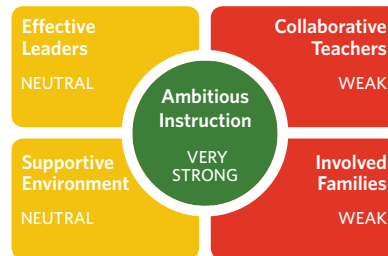 Effective
Leaders
NEUTRAL
Collaborative
Teachers
WEAK
Ambitious
Instruction
VERY
STRONG
Supportive
Environment
NEUTRAL
Involved
Families
WEAK